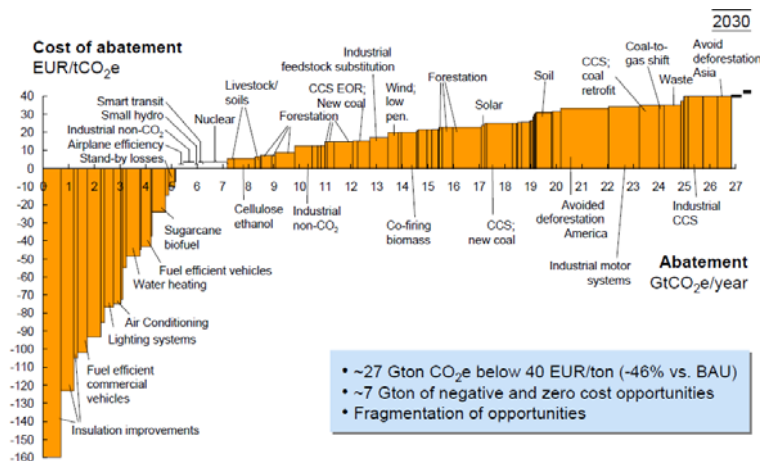 2030
Cost of abatement
EUR/tCO2e
Industrial
feedstock substitution
Coal-to-
gas shift
Avoid
deforestation
Asia
CCS;
coal
retrofit
Waste
Smart transit
Small hydro
Industrial non-CO2
Airplane efficiency
Stand-by losses
Nuclear
Livestock/
soils
Forestation
CCS EOR;
New coal
Wind;
low
pen.
Forestation
Solar
Soil
40
30
20
10
0
-10
-20
-30
-40
-50
-60
-70
-80
-90
-100
-110
-120
-130
-140
-150
-160
0 1 2 3 4 5 6 7 8 9 10 11 12 13 14 15 16 17 18 19 20 21 22 23 24 25 26 27
Cellulose
ethanol
Industrial
non-CO2
Co-firing
biomass
CCS;
new coal
Avoided
deforestation
America
Industrial motor
systems
Industrial
CCS
Abatement
GtCO2e/year
Sugarcane
biofuel
Fuel efficient vehicles
Water heating
Air Conditioning
Lighting systems
Fuel efficient
commercial
vehicles
Insulation improvements
• ~27 Gton CO2e below 40 EUR/ton (-46% vs. BAU)
• ~7 Gton of negative and zero cost opportunities
• Fragmentation of opportunities